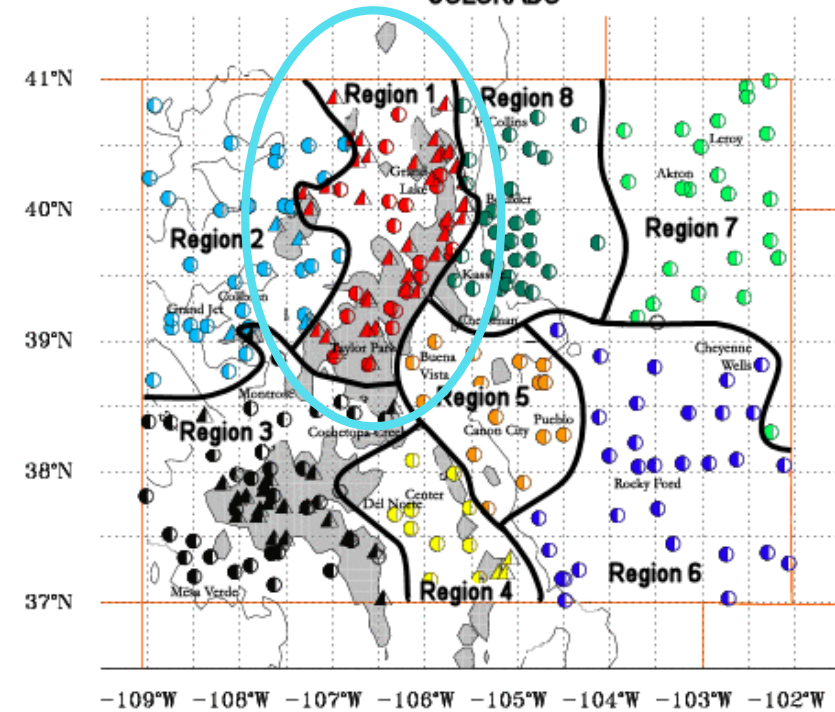 COLORADO
41°N
Region 1
Region 8
Leroy
Grand
Lake
Akron
40°N
Region 2
Region 7
Grand Jct
39°N
Taylor Park
Buena
Vista
Cheyenne
Wells
Montrose
Region 5
Pueblo
Canon City
Region 3
Cochetopa Creek
38°N
Del Norte
Center
Rocky Ford
Mesa Verde
Region 4
Region 6
37°N
-109°W -108°W -107°W -106°W -105°W -104°W -103°W -102°W